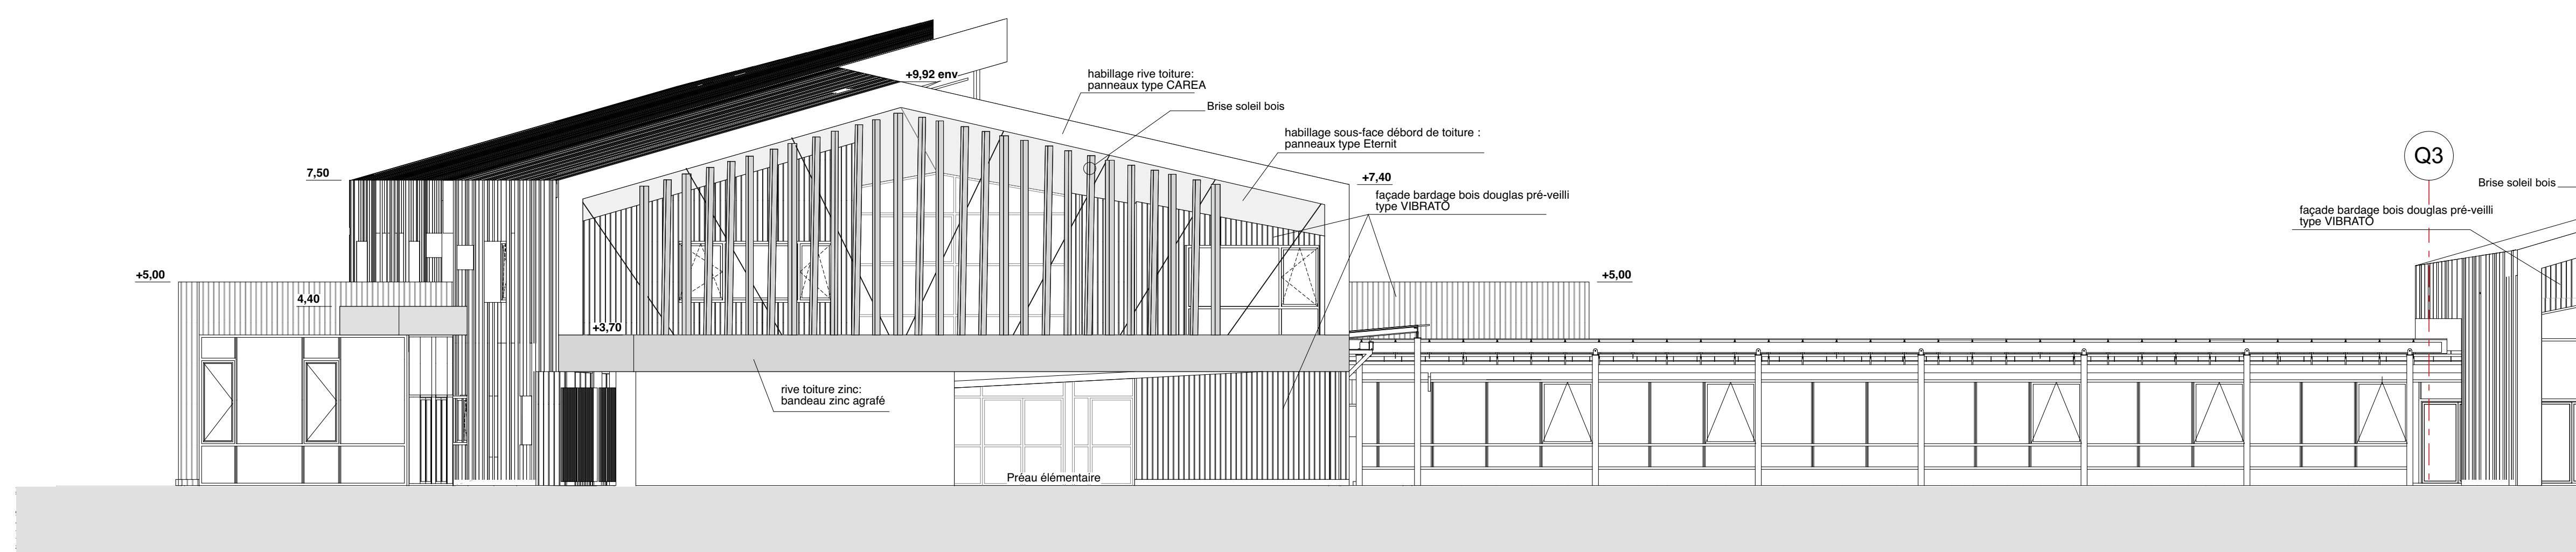 +9,92 env
habillage rive toiture:
panneaux type CAREA
Brise soleil bois
habillage sous-face débord de toiture :
panneaux type Eternit
7,50
+7,40
façade bardage bois douglas pré-veilli
type VIBRATO
Q3
Brise soleil bois
façade bardage bois douglas pré-veilli
type VIBRATO
+5,00
+5,00
4,40
+3,70
rive toiture zinc:
bandeau zinc agrafé
Préau élémentaire